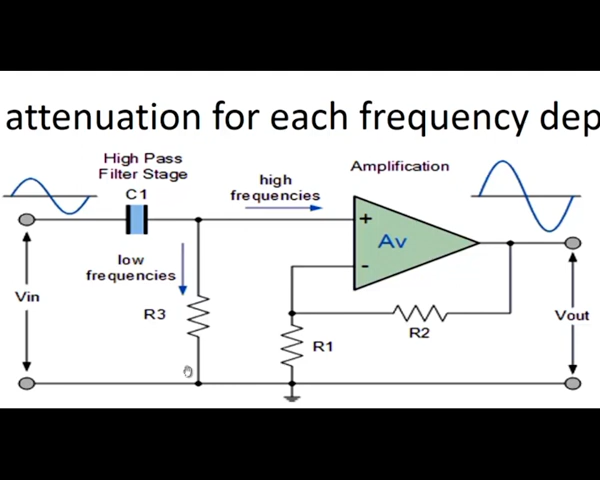 attenuation for each frequency dep
High Pass
Filter Stage
C1
high
frequencies
Amplification
+
Av
-
low
frequencies
Vin
R3
R1
R2
Vout